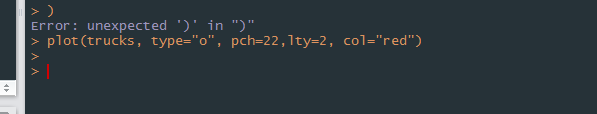 > )
Error: unexpected ')' in ")"
> plot(trucks, type="o", pch=22,lty=2, col="red")
>
>